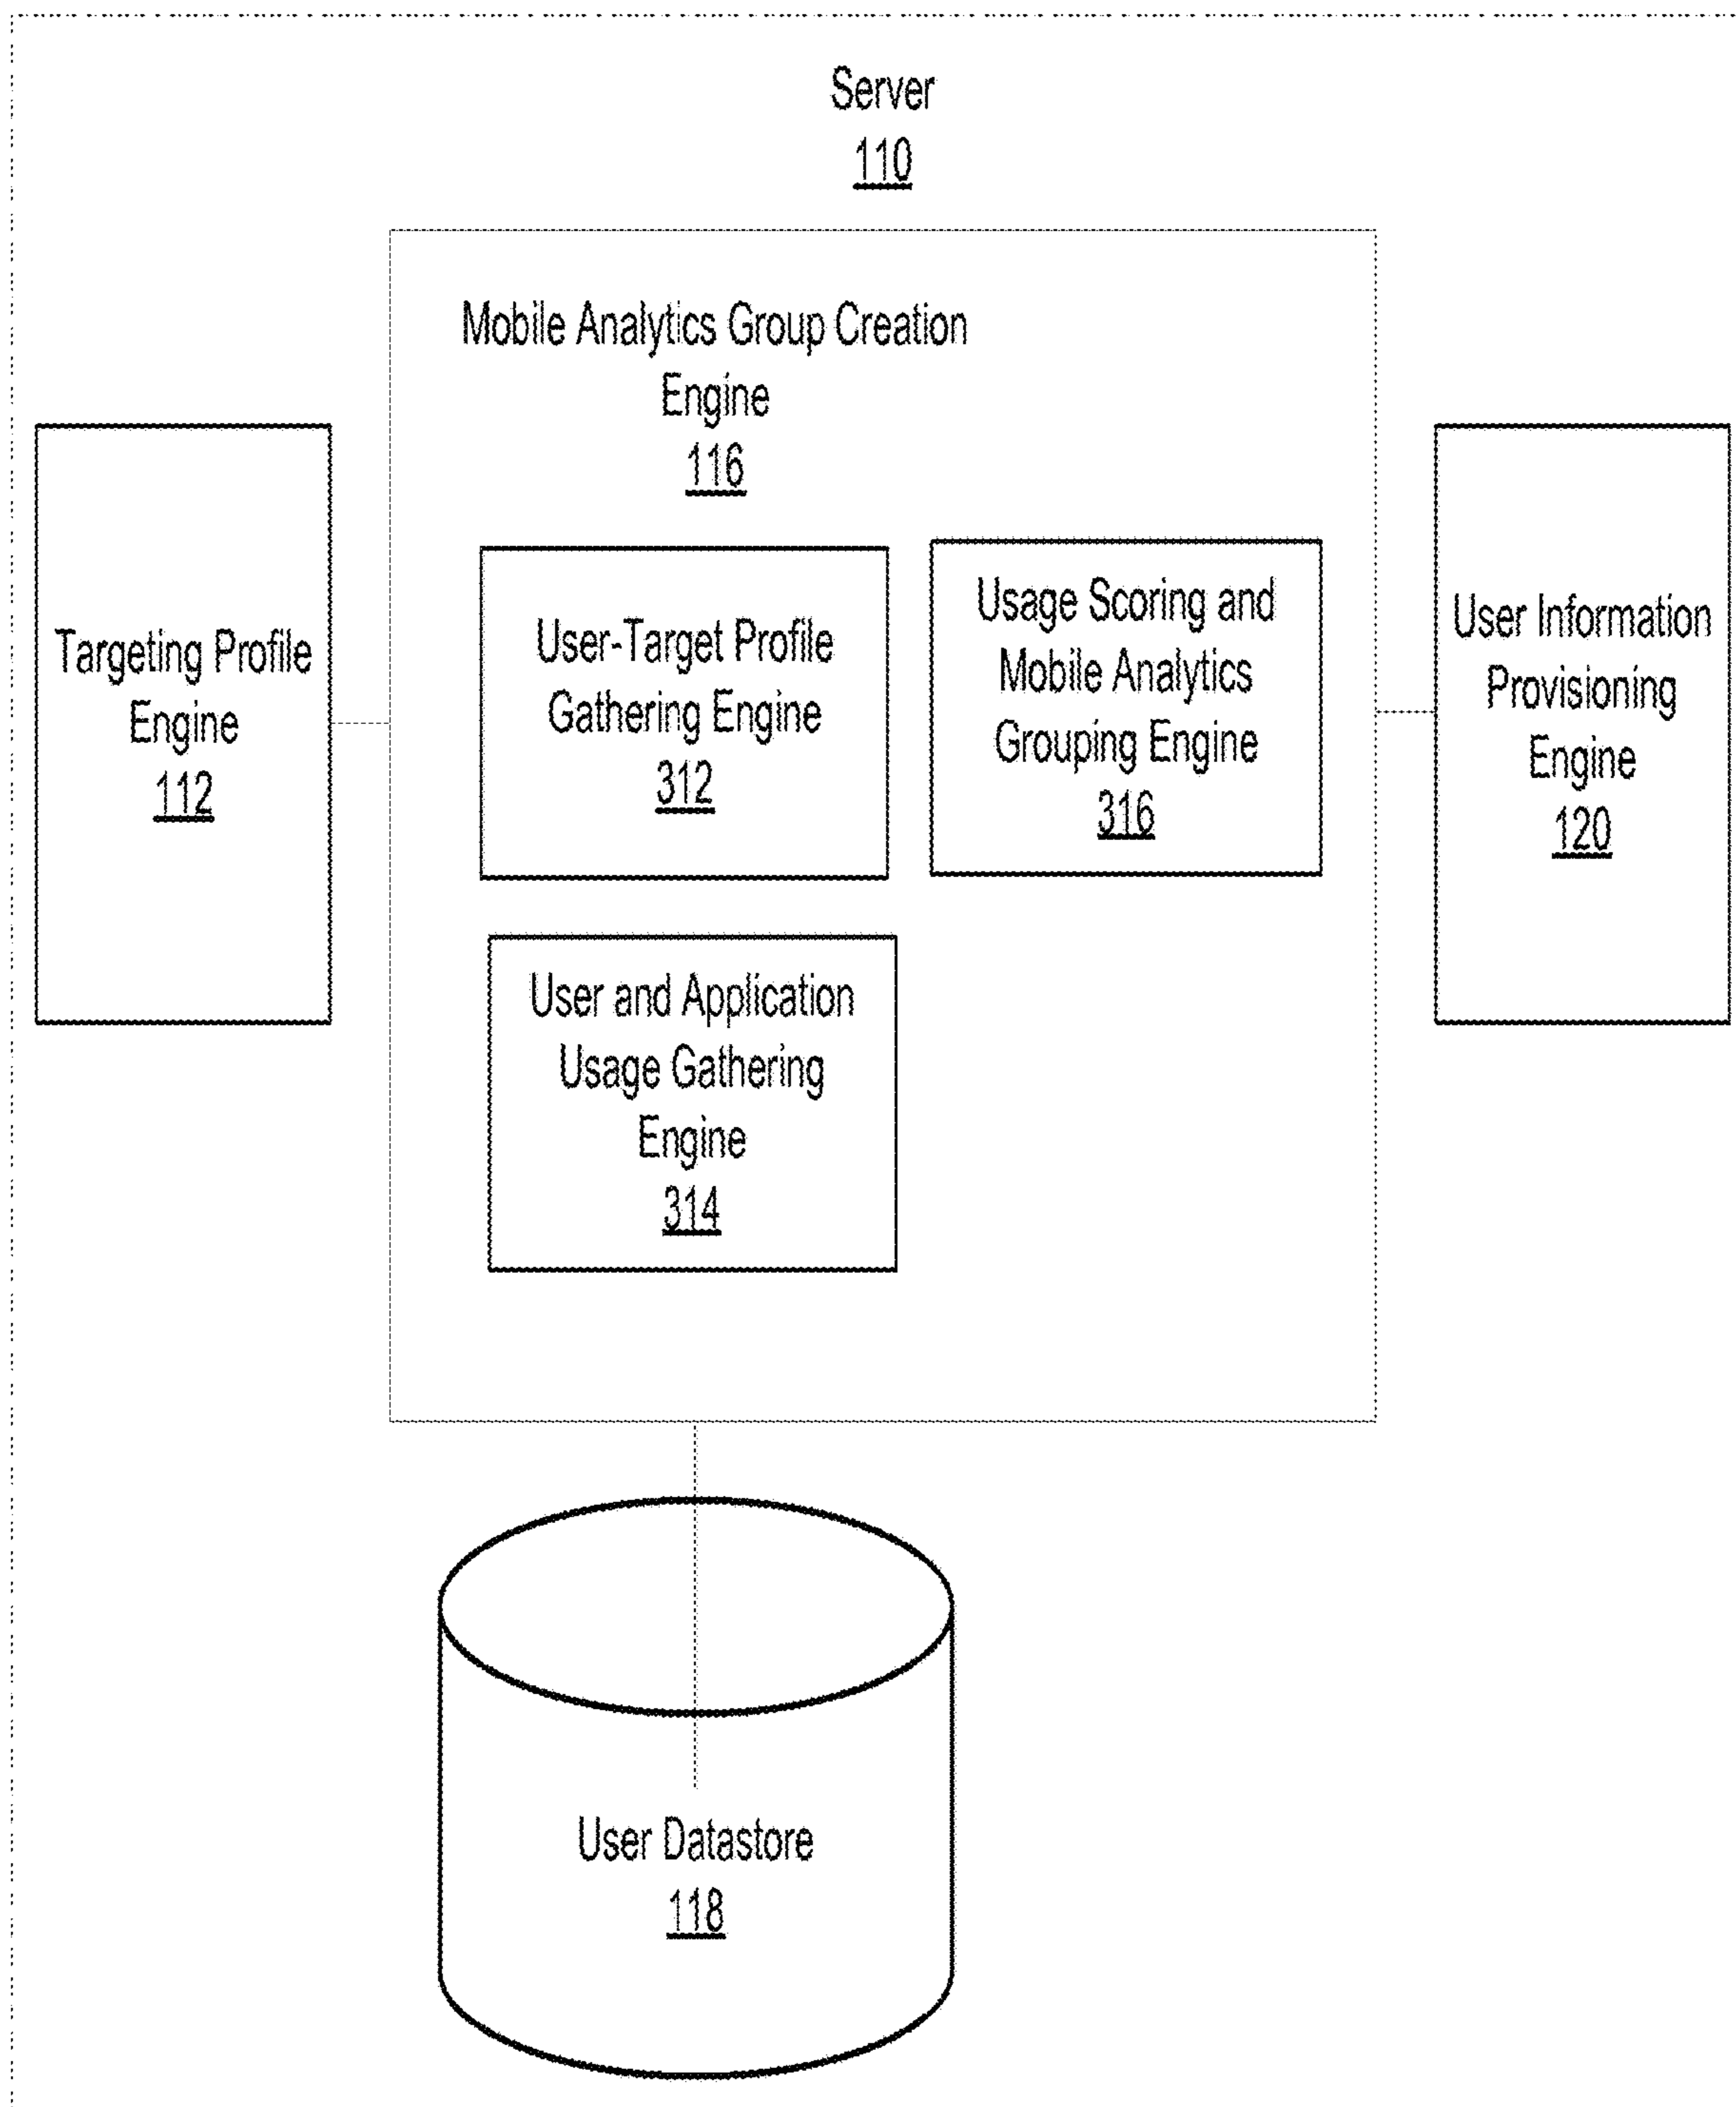 Server
110
Mobile Analytics Group Creation
Engine
116
Targeting Profile
Engine
112
User-Target Profile
Gathering Engine
312
Usage Scoring and
Mobile Analytics
Grouping Engine
316
User Information
Provisioning
Engine
120
User and Application
Usage Gathering
Engine
314
User Datastore
118